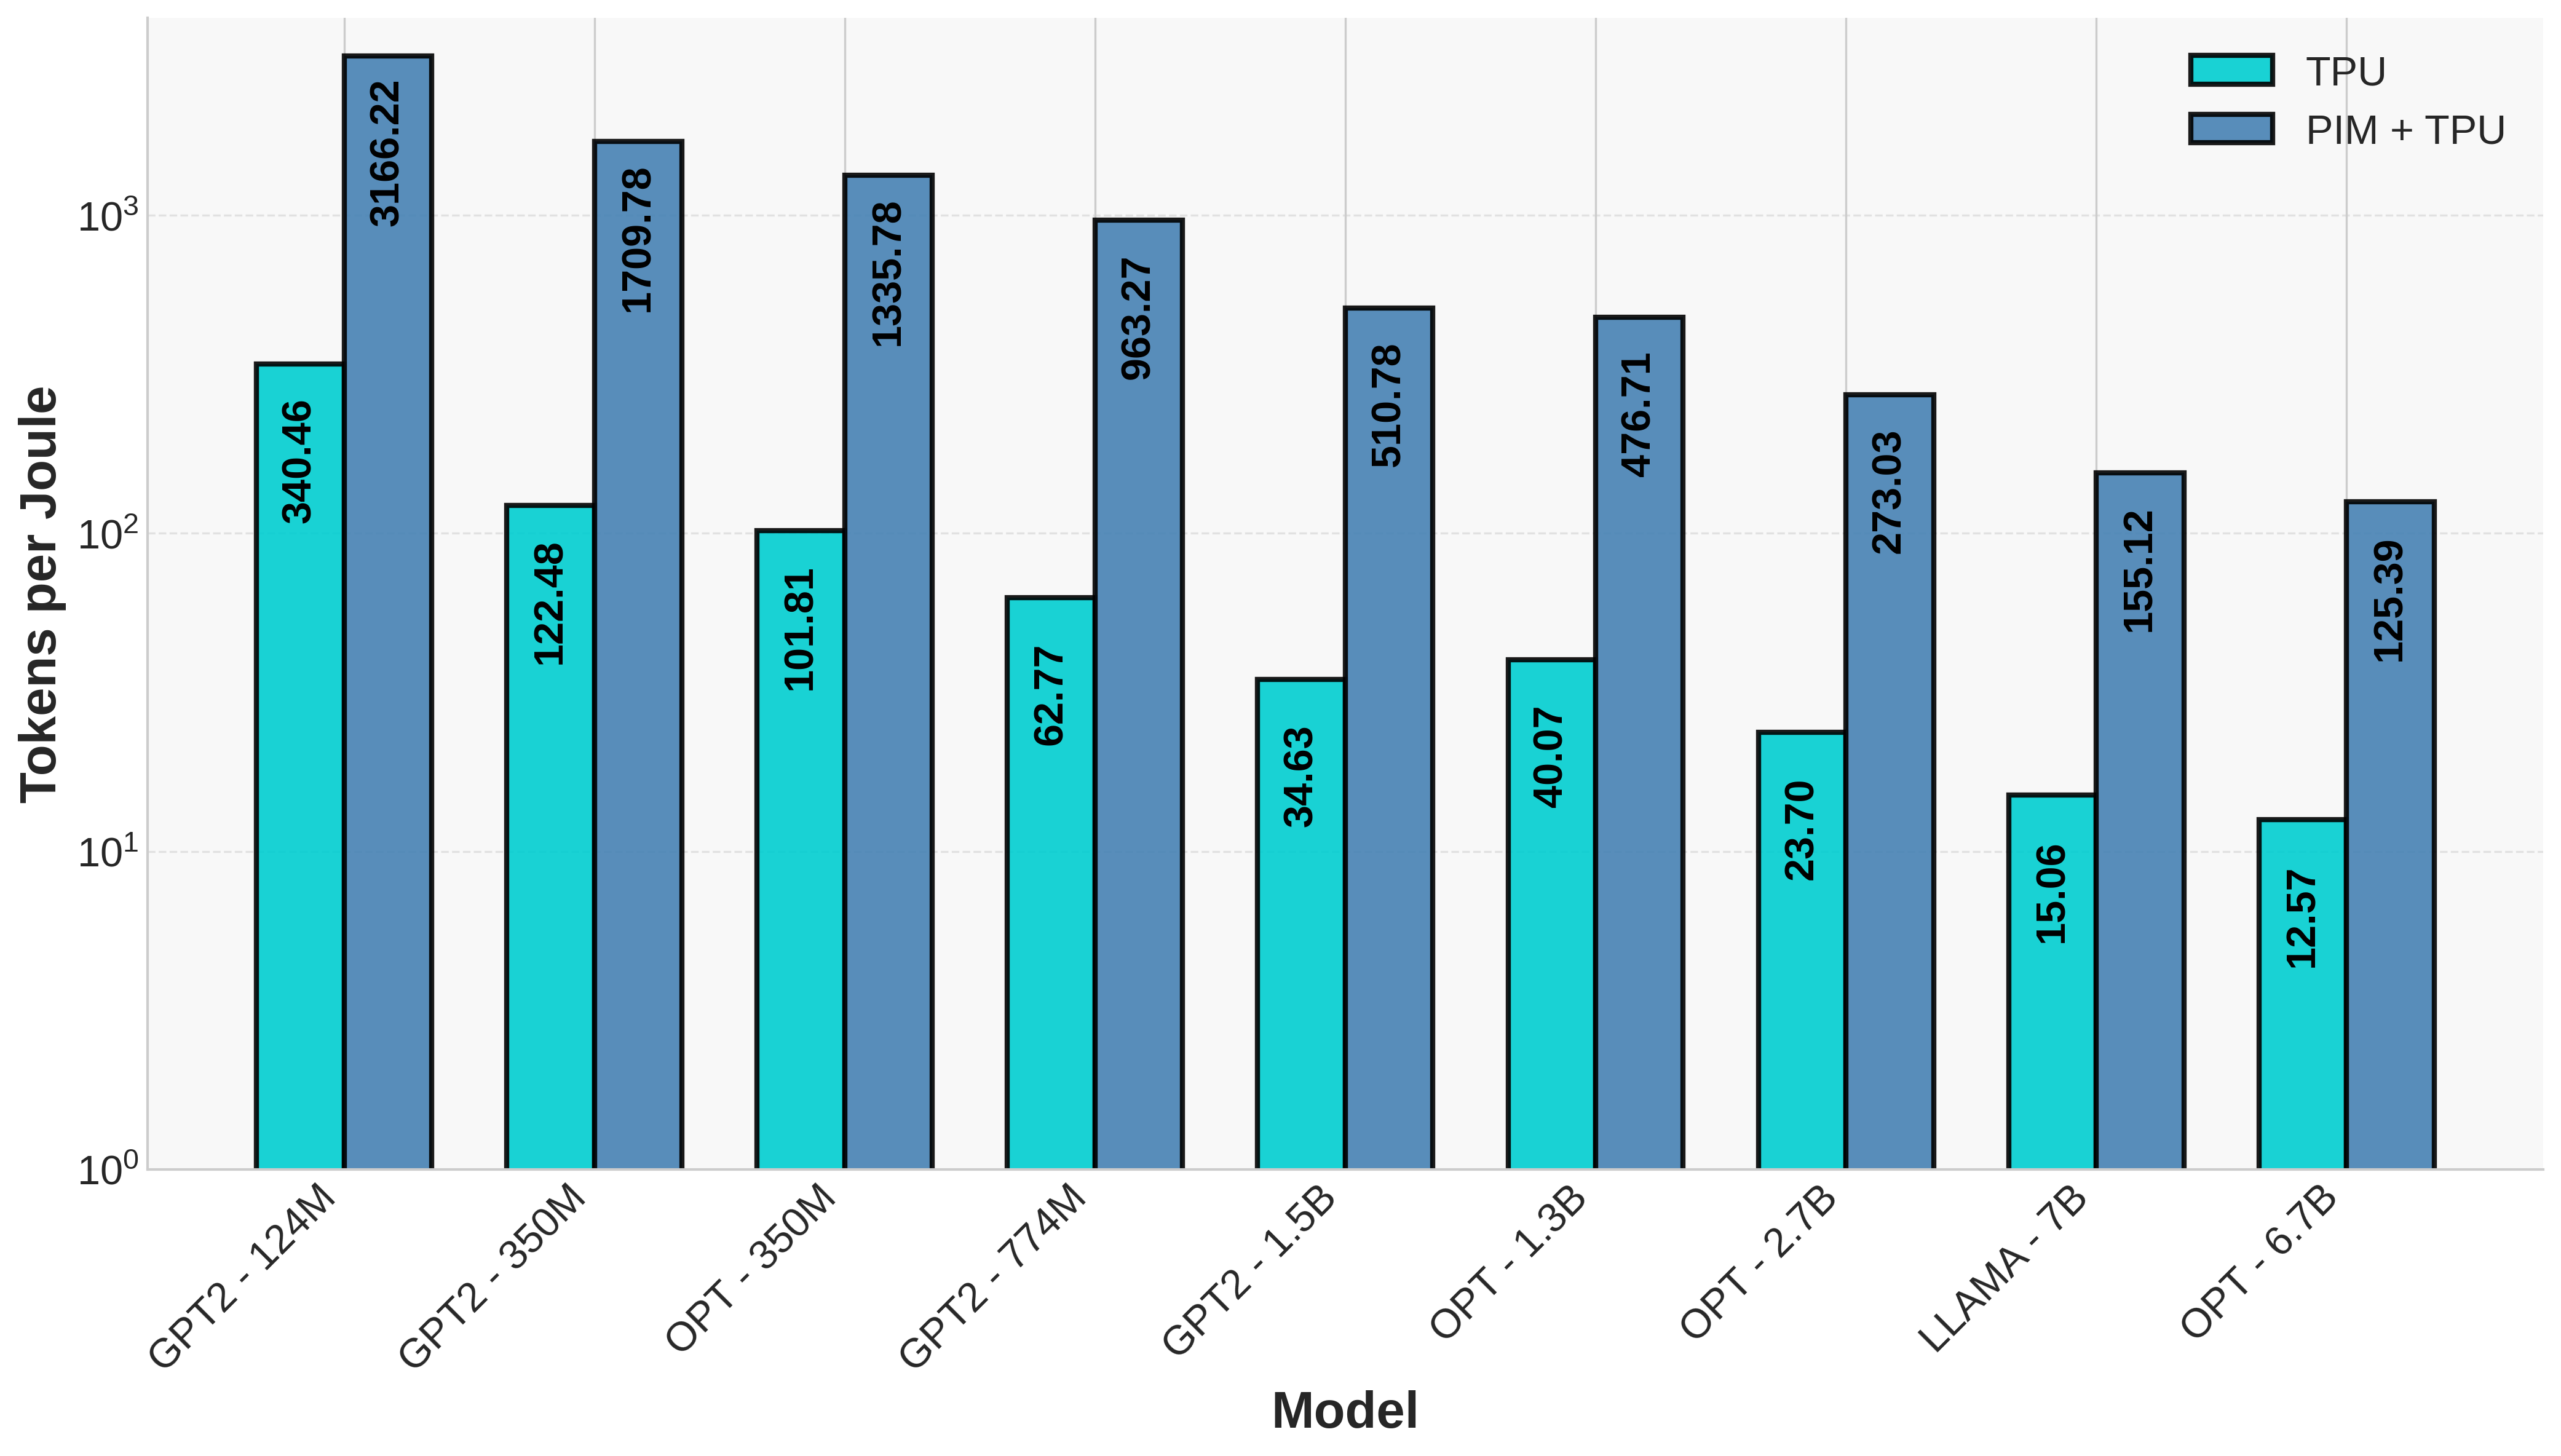 TPU
PIM + TPU
Tokens per Joule
10³
10²
10¹
10⁰
340.46
3166.22
122.48
1709.78
101.81
1335.78
62.77
963.27
34.63
510.78
40.07
476.71
23.70
273.03
15.06
155.12
12.57
125.39
GPT2 - 124M
GPT2 - 350M
OPT - 350M
GPT2 - 774M
GPT2 - 1.5B
OPT - 1.3B
OPT - 2.7B
LLAMA - 7B
OPT - 6.7B
Model